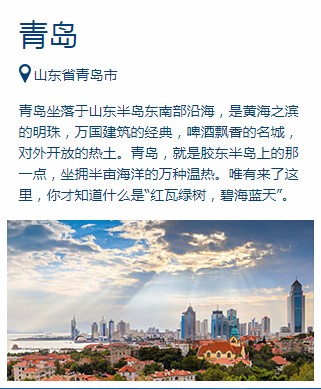 青岛
山东省青岛市
青岛坐落于山东半岛东南部沿海，是黄海之滨
的明珠，万国建筑的经典，啤酒飘香的名城，
对外开放的热土。青岛，就是胶东半岛上的那
一点，坐拥半亩海洋的万种温热。唯有来了这
里，你才知道什么是“红瓦绿树，碧海蓝天”。